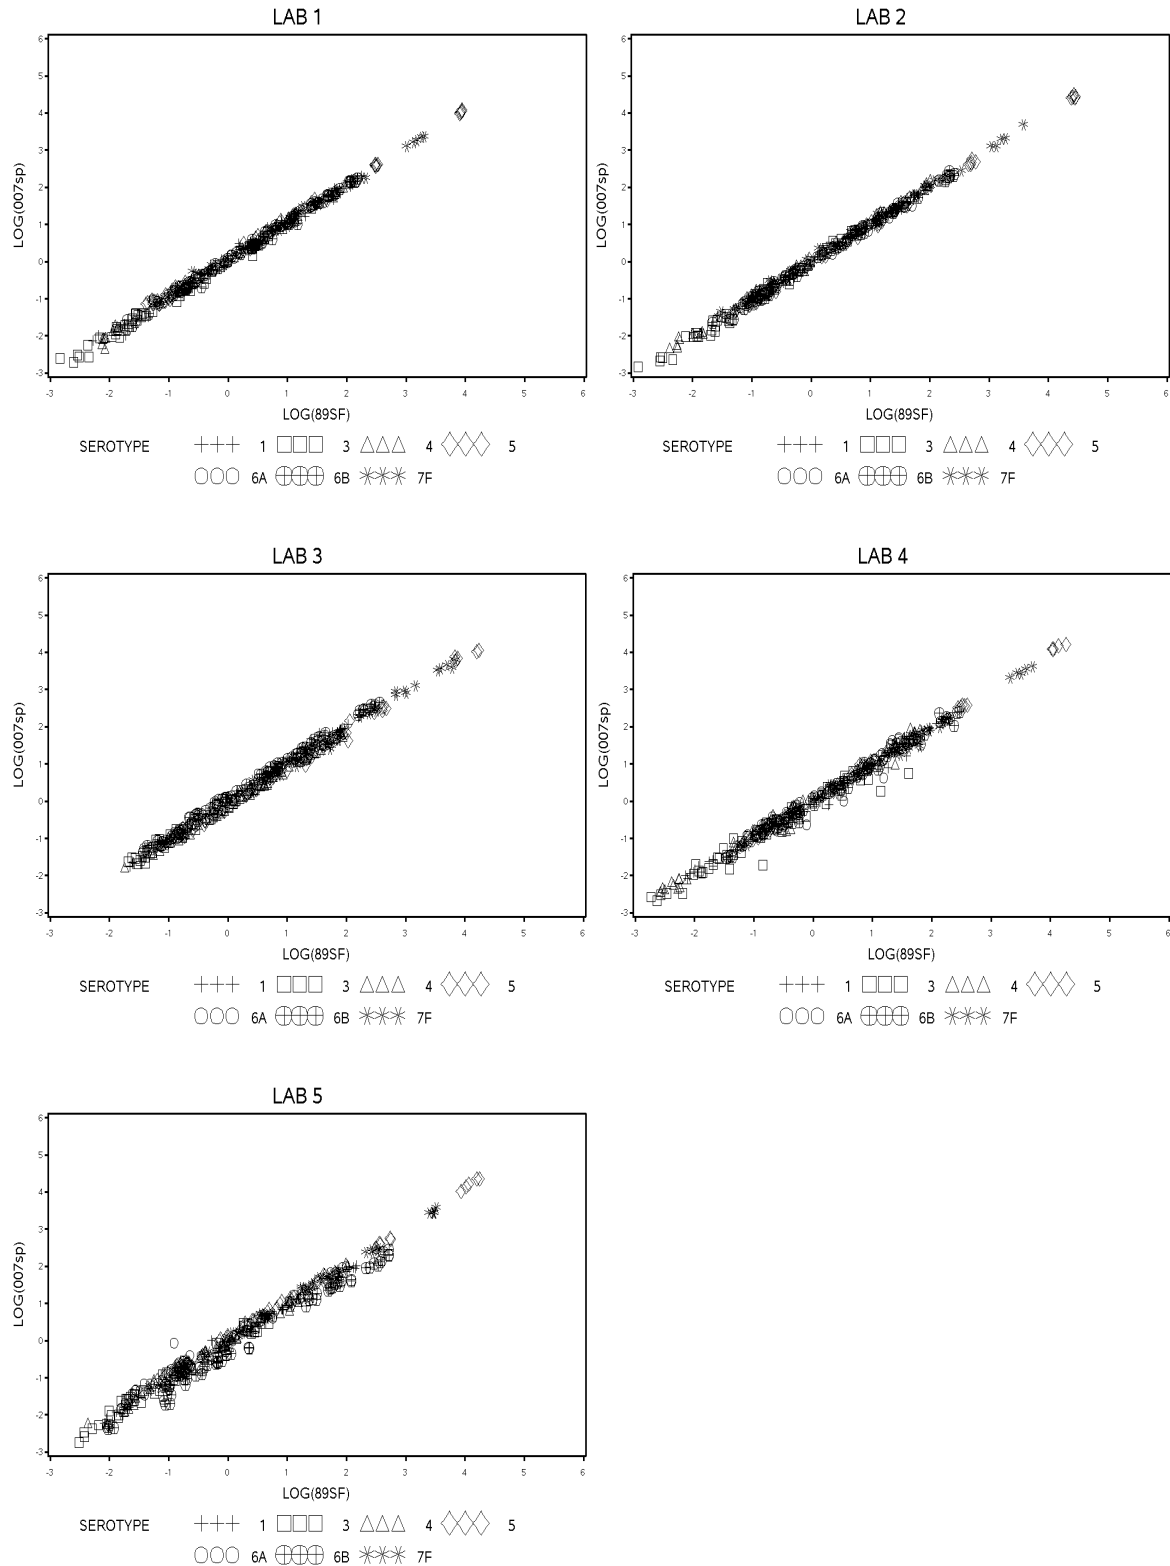 LAB 1
LAB 2
6
5
4
3
2
1
0
-1
-2
-3
LOG(007sp)
-3 -2 -1 0 1 2 3 4 5 6
LOG(89SF)
SEROTYPE 1 3 4 5
6A 6B 7F
6
5
4
3
2
1
0
-1
-2
-3
LOG(007sp)
-3 -2 -1 0 1 2 3 4 5 6
LOG(89SF)
SEROTYPE 1 3 4 5
6A 6B 7F
LAB 3
LAB 4
6
5
4
3
2
1
0
-1
-2
-3
LOG(007sp)
-3 -2 -1 0 1 2 3 4 5 6
LOG(89SF)
SEROTYPE 1 3 4 5
6A 6B 7F
6
5
4
3
2
1
0
-1
-2
-3
LOG(007sp)
-3 -2 -1 0 1 2 3 4 5 6
LOG(89SF)
SEROTYPE 1 3 4 5
6A 6B 7F
LAB 5
6
5
4
3
2
1
0
-1
-2
-3
LOG(007sp)
-3 -2 -1 0 1 2 3 4 5 6
LOG(89SF)
SEROTYPE 1 3 4 5
6A 6B 7F